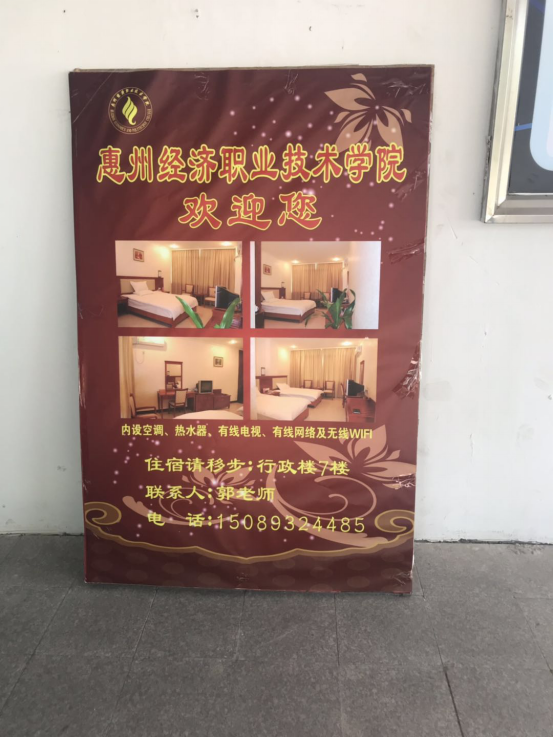 惠州经济职业技术学院
欢迎您
内设空调、热水器、有线电视、有线网络及无线WIFI
住宿请移步:行政楼7楼
联系人:郭老师
电 话:15089324485